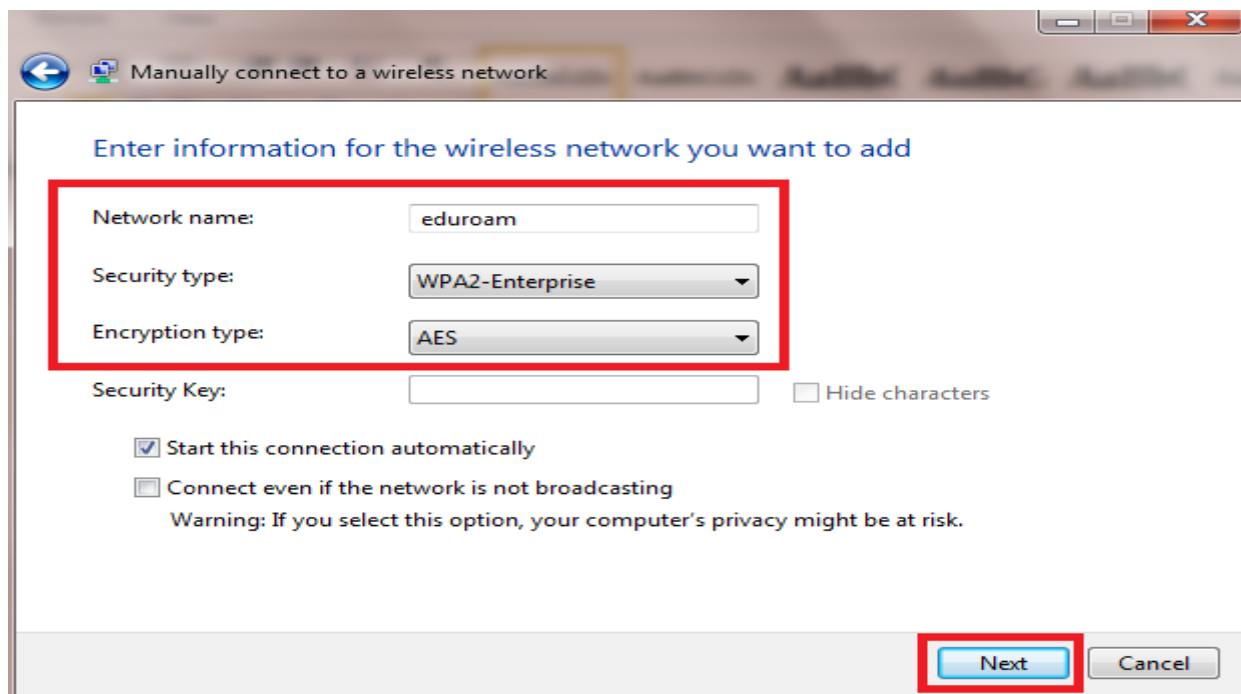 Manually connect to a wireless network
Enter information for the wireless network you want to add
Network name: eduroam
Security type: WPA2-Enterprise
Encryption type: AES
Security Key: Hide characters
Start this connection automatically
Connect even if the network is not broadcasting
Warning: If you select this option, your computer's privacy might be at risk.
Next Cancel